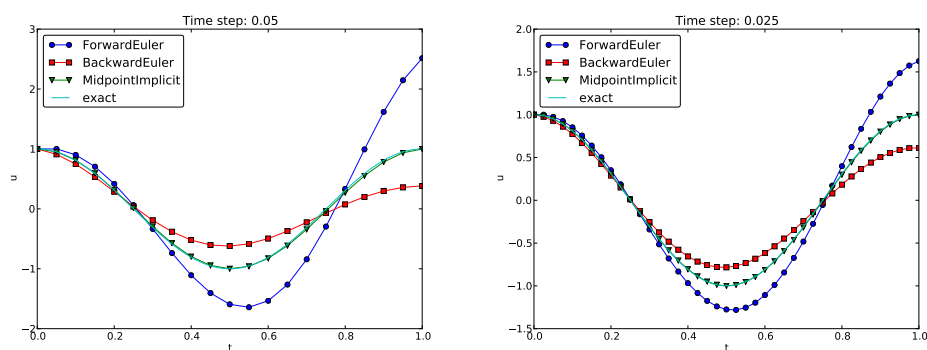 Time step: 0.05
3
2
1
0
−1
−2
u
ForwardEuler
BackwardEuler
MidpointImplicit
exact
0.0 0.2 0.4 0.6 0.8 1.0
t
Time step: 0.025
2.0
1.5
1.0
0.5
0.0
−0.5
−1.0
−1.5
u
ForwardEuler
BackwardEuler
MidpointImplicit
exact
0.0 0.2 0.4 0.6 0.8 1.0
t